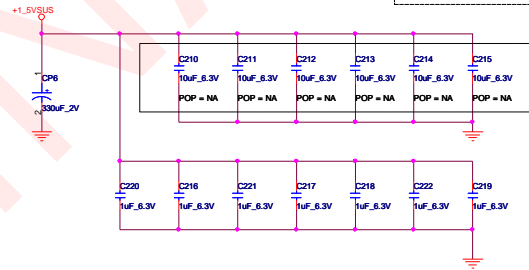 +1_5VSUS
C210 C211 C212 C213 C214 C215
10uF_6.3V 10uF_6.3V 10uF_6.3V 10uF_6.3V 10uF_6.3V 10uF_6.3V
POP = NA POP = NA POP = NA POP = NA POP = NA POP = NA
1
CP6
+
2
330uF_2V
C220 C216 C221 C217 C218 C222 C219
1uF_6.3V 1uF_6.3V 1uF_6.3V 1uF_6.3V 1uF_6.3V 1uF_6.3V 1uF_6.3V